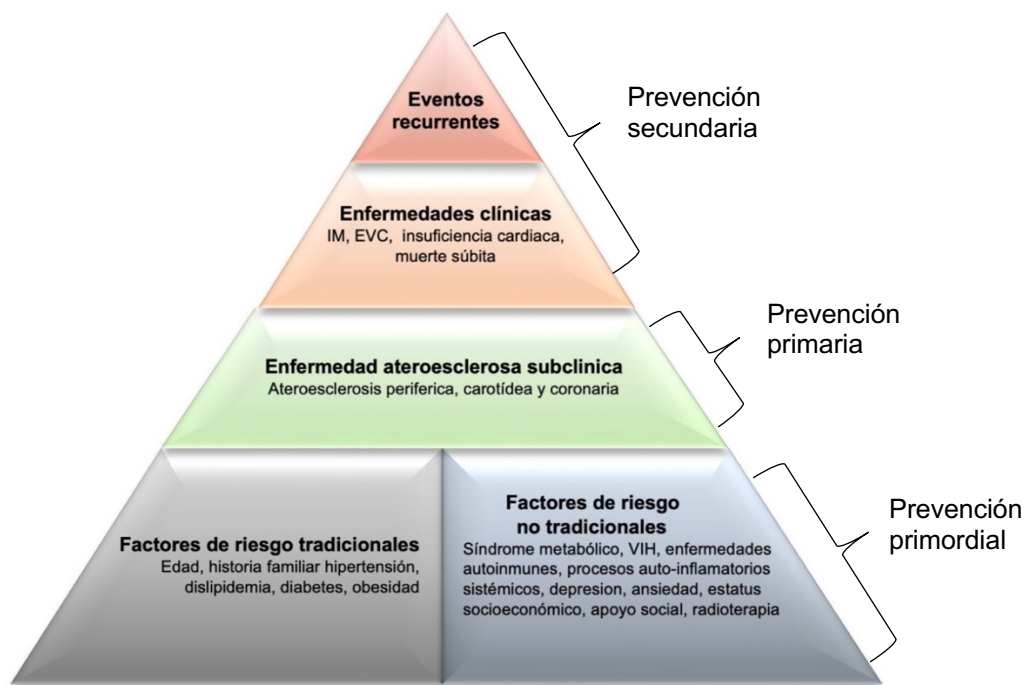 Eventos
recurrentes
Prevención
secundaria
Enfermedades clínicas
IM, EVC, insuficiencia cardiaca,
muerte súbita
Prevención
primaria
Enfermedad ateroesclerosa subclinica
Ateroesclerosis periferica, carotídea y coronaria
Factores de riesgo tradicionales
Edad, historia familiar hipertensión,
dislipidemia, diabetes, obesidad
Factores de riesgo
no tradicionales
Síndrome metabólico, VIH, enfermedades
autoinmunes, procesos auto-inflamatorios
sistémicos, depresion, ansiedad, estatus
socioeconómico, apoyo social, radioterapia
Prevención
primordial